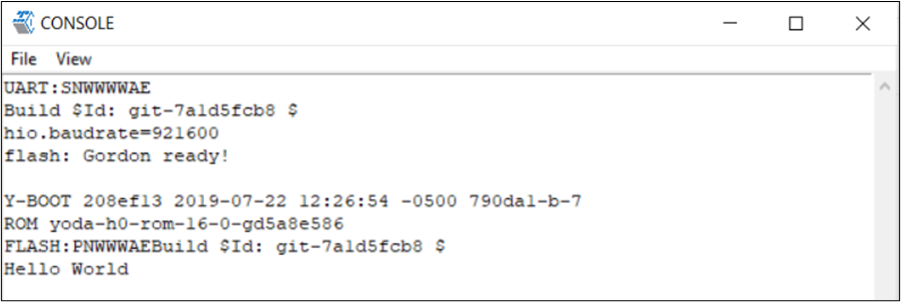 CONSOLE
File View
UART:SNWWWWAE
Build $Id: git-7a1d5fcb8 $
hio.baudrate=921600
flash: Gordon ready!
Y-BOOT 208ef13 2019-07-22 12:26:54 -0500 790da1-b-7
ROM yoda-h0-rom-16-0-gd5a8e586
FLASH:PNWWWAEBuild $Id: git-7a1d5fcb8 $
Hello World